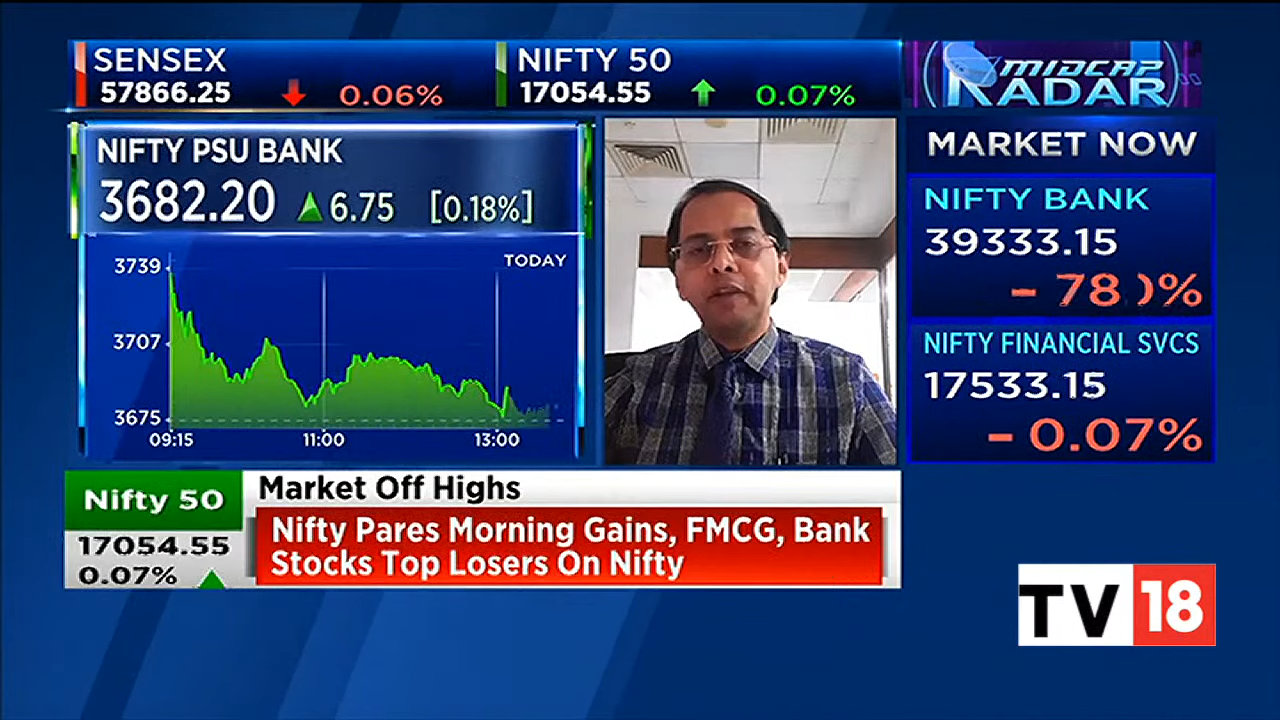 SENSEX
57866.25 0.06%
NIFTY 50
17054.55 0.07%
MIDCAP
RADAR
NIFTY PSU BANK
3682.20 6.75 [0.18%]
TODAY
3739
3707
3675
09:15 11:00 13:00
MARKET NOW
NIFTY BANK
39333.15
NIFTY FINANCIAL SVCS
17533.15
- 0.07%
Nifty 50
17054.55
0.07%
Market Off Highs
Nifty Pares Morning Gains, FMCG, Bank
Stocks Top Losers On Nifty
TV 18